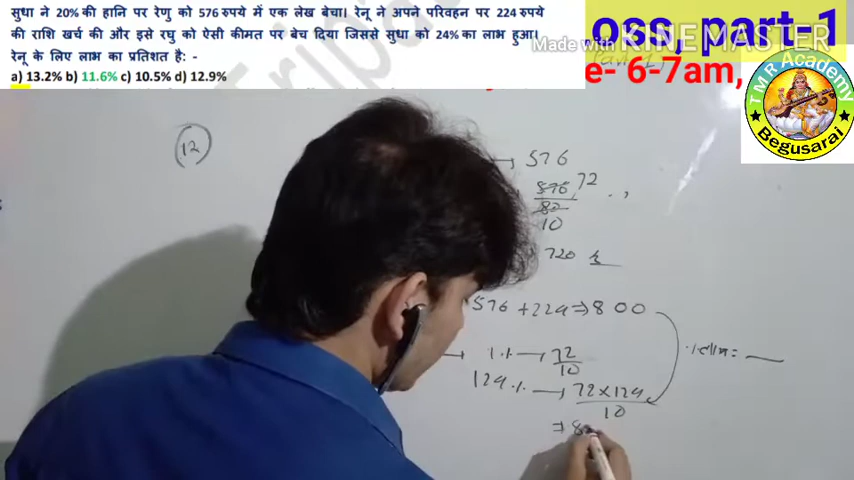 सुधा ने 20% की हानि पर रेणु को 576 रुपये में एक लेख बेचा। रेनू ने अपने परिवहन पर 224 रुपये
की राशि खर्च की और इसे रघु को ऐसी कीमत पर बेच दिया जिससे सुधा को 24% का लाभ हुआ।
रेनू के लिए लाभ का प्रतिशत है: -
a) 13.2% b) 11.6% c) 10.5% d) 12.9%
oss, part-1
Made with KINEMASTER
e- 6-7am,
TMR Academy
Begusarai
12
576
576 72
80
10
720 रु
576 + 224 ⇒ 800
1% → 72
10
लाभ% =
124% → 72×124
10
⇒ 8